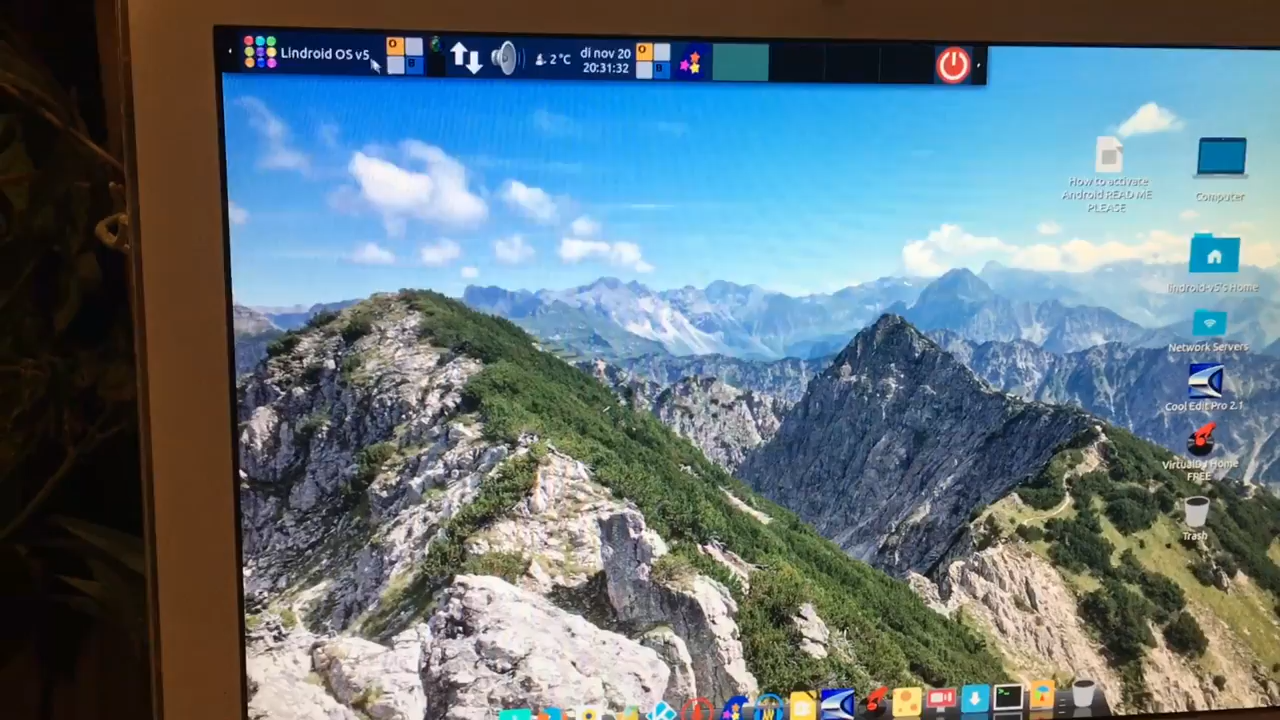 Lindroid OS v5
2 °C
di nov 20
20:31:32
How to activate
Android READ ME
PLEASE
Computer
lindroid-v5's Home
Network Servers
Cool Edit Pro 2.1
VirtualDJ Home
FREE
Trash